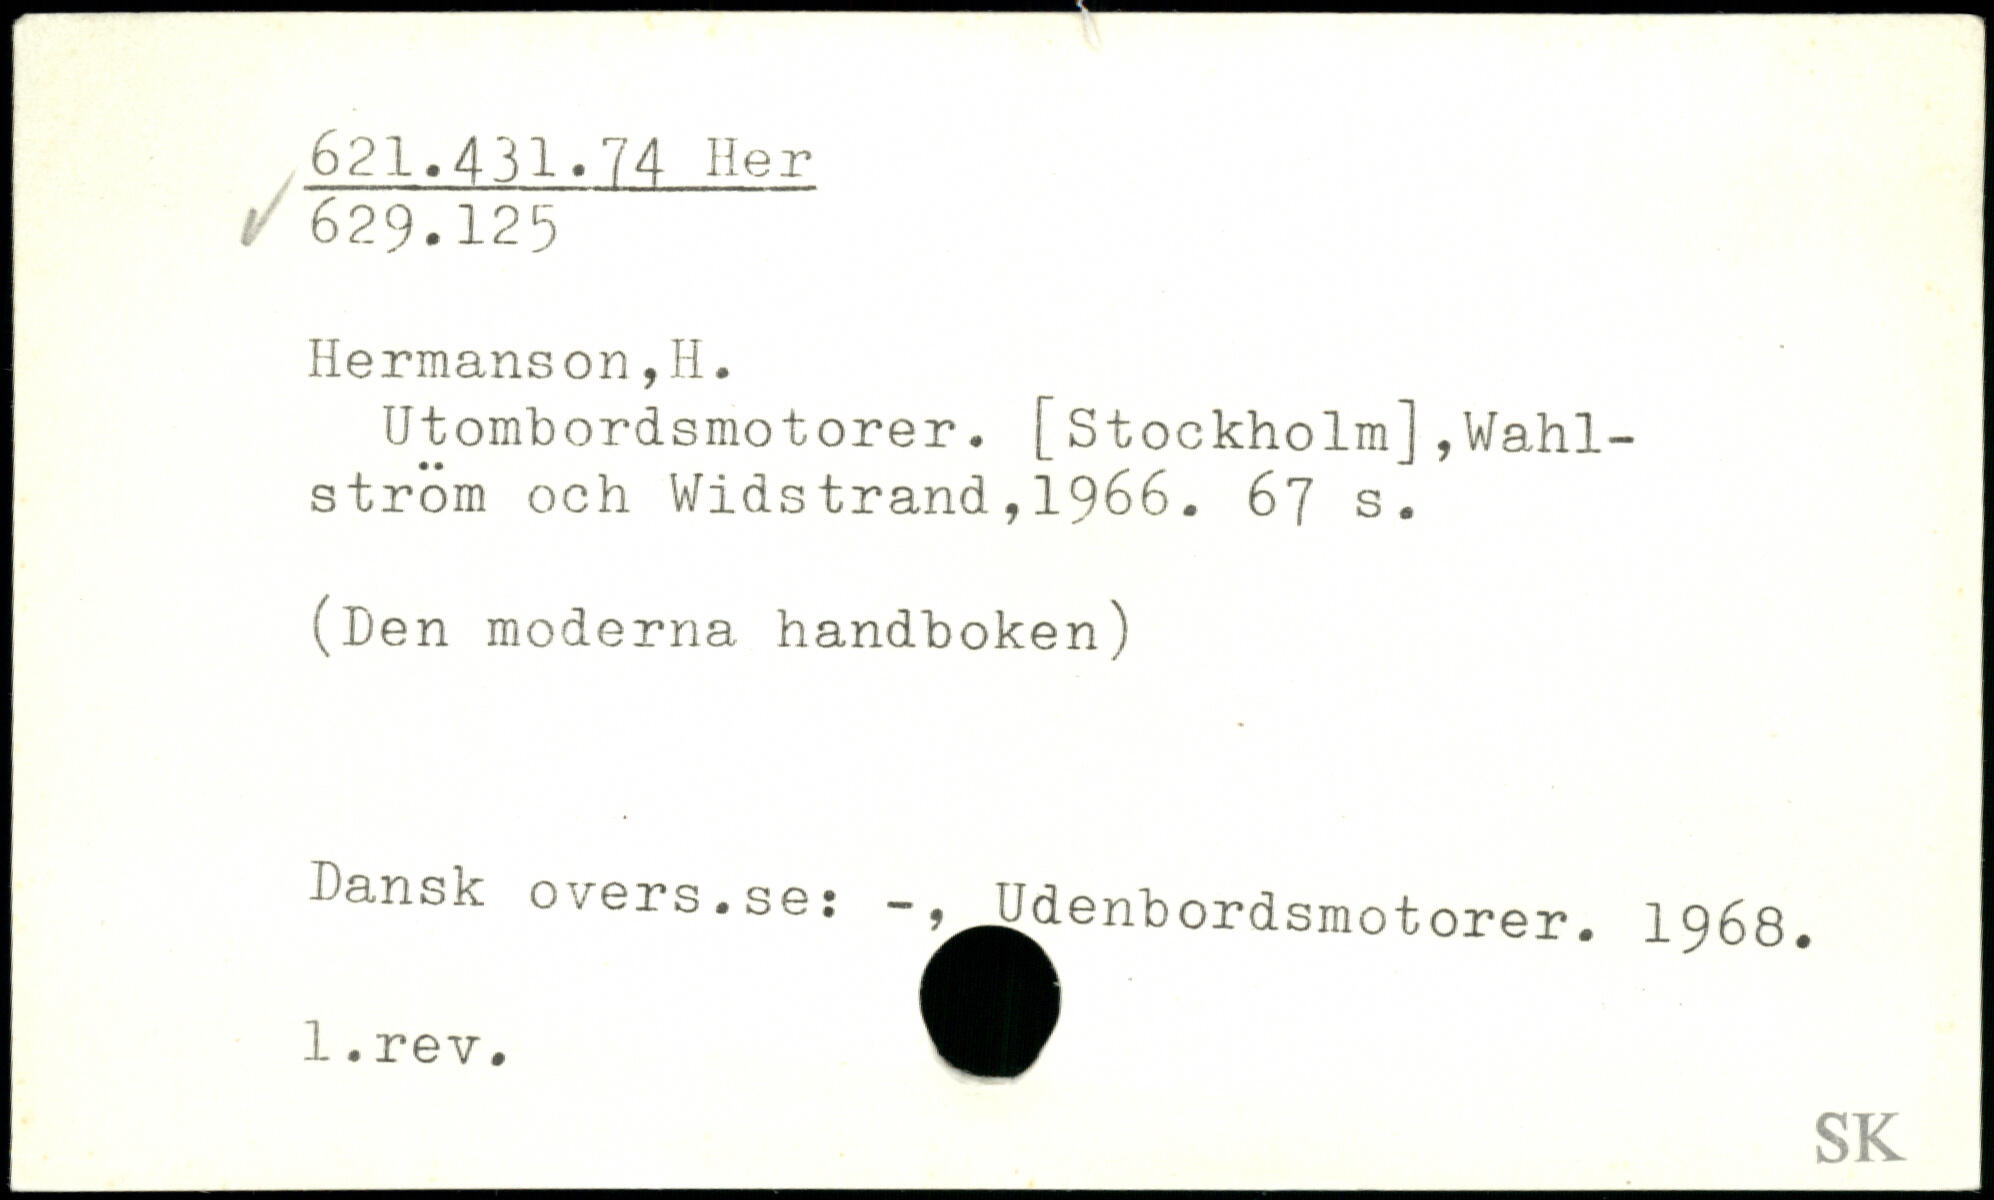 621.431.74 Her
629.125
Hermanson,H.
Utombordsmotorer. [Stockholm],Wahl-
ström och Widstrand,1966. 67 s.
(Den moderna handboken)
Dansk overs.se: -, Udenbordsmotorer. 1968.
1.rev.
SK